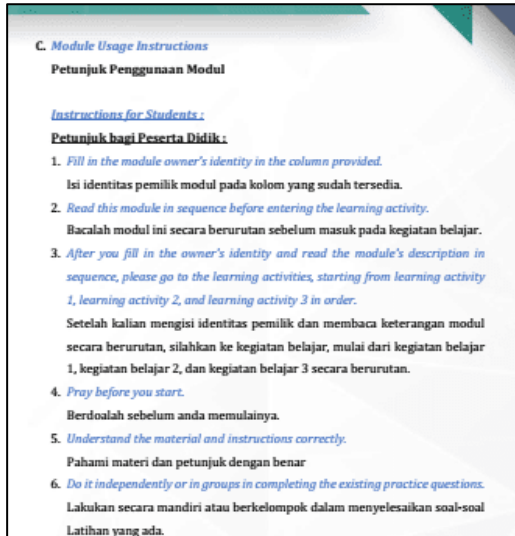 C. Module Usage Instructions
Petunjuk Penggunaan Modul
Instructions for Students :
Petunjuk bagi Peserta Didik :
1. Fill in the module owner's identity in the column provided.
Isi identitas pemilik modul pada kolom yang sudah tersedia.
2. Read this module in sequence before entering the learning activity.
Bacalah modul ini secara berurutan sebelum masuk pada kegiatan belajar.
3. After you fill in the owner's identity and read the module's description in
sequence, please go to the learning activities, starting from learning activity
1, learning activity 2, and learning activity 3 in order.
Setelah kalian mengisi identitas pemilik dan membaca keterangan modul
secara berurutan, silahkan ke kegiatan belajar, mulai dari kegiatan belajar
1, kegiatan belajar 2, dan kegiatan belajar 3 secara berurutan.
4. Pray before you start.
Berdoalah sebelum anda memulainya.
5. Understand the material and instructions correctly.
Pahami materi dan petunjuk dengan benar
6. Do it independently or in groups in completing the existing practice questions.
Lakukan secara mandiri atau berkelompok dalam menyelesaikan soal-soal
Latihan yang ada.